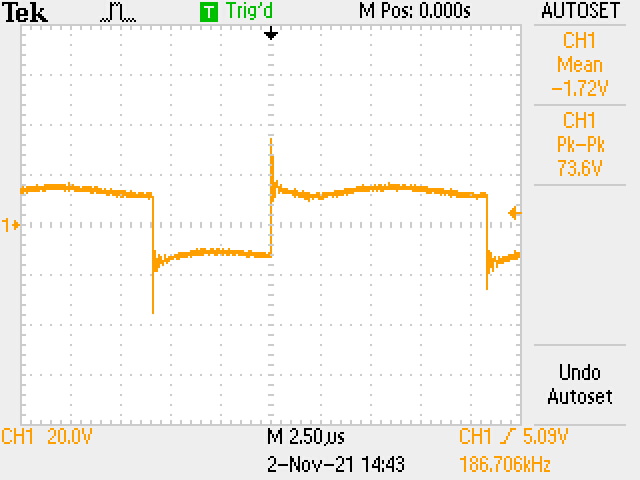 Tek T Trig'd M Pos: 0.000s AUTOSET
CH1
Mean
-1.72V
CH1
Pk-Pk
73.6V
1
Undo
Autoset
CH1 20.0V M 2.50µs CH1 5.09V
2-Nov-21 14:43 186.706kHz